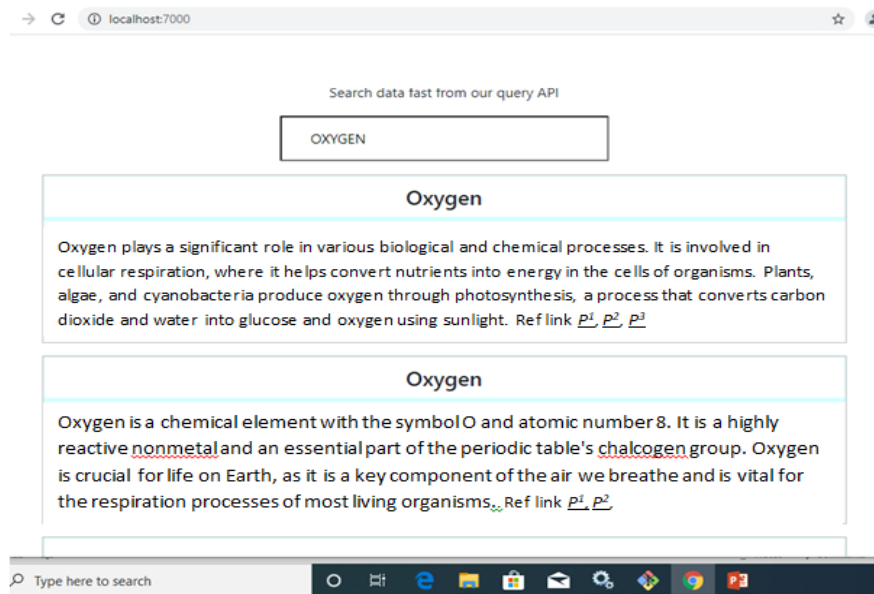 localhost:7000
Search data fast from our query API
OXYGEN
Oxygen
Oxygen plays a significant role in various biological and chemical processes. It is involved in
cellular respiration, where it helps convert nutrients into energy in the cells of organisms. Plants,
algae, and cyanobacteria produce oxygen through photosynthesis, a process that converts carbon
dioxide and water into glucose and oxygen using sunlight. Ref link P¹, P², P³
Oxygen
Oxygen is a chemical element with the symbol O and atomic number 8. It is a highly
reactive nonmetal and an essential part of the periodic table's chalcogen group. Oxygen
is crucial for life on Earth, as it is a key component of the air we breathe and is vital for
the respiration processes of most living organisms.. Ref link P¹, P²,
Type here to search